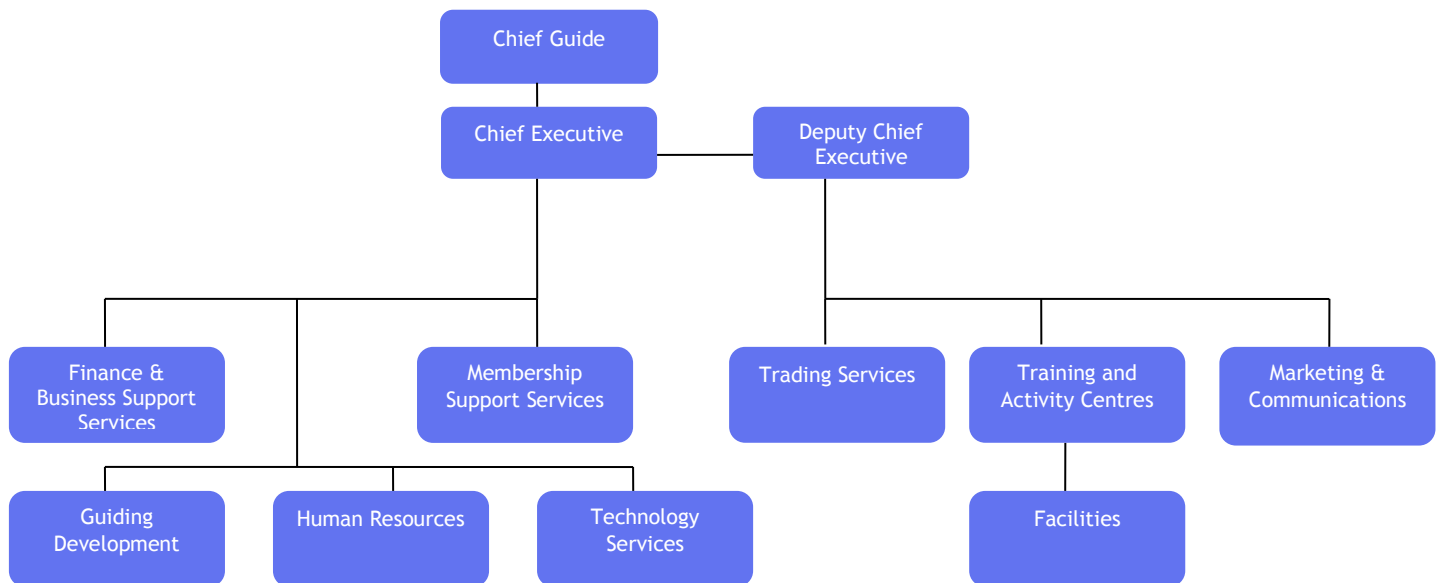 Chief Guide
Chief Executive
Deputy Chief
Executive
Finance &
Business Support
Services
Membership
Support Services
Trading Services
Training and
Activity Centres
Marketing &
Communications
Guiding
Development
Human Resources
Technology
Services
Facilities